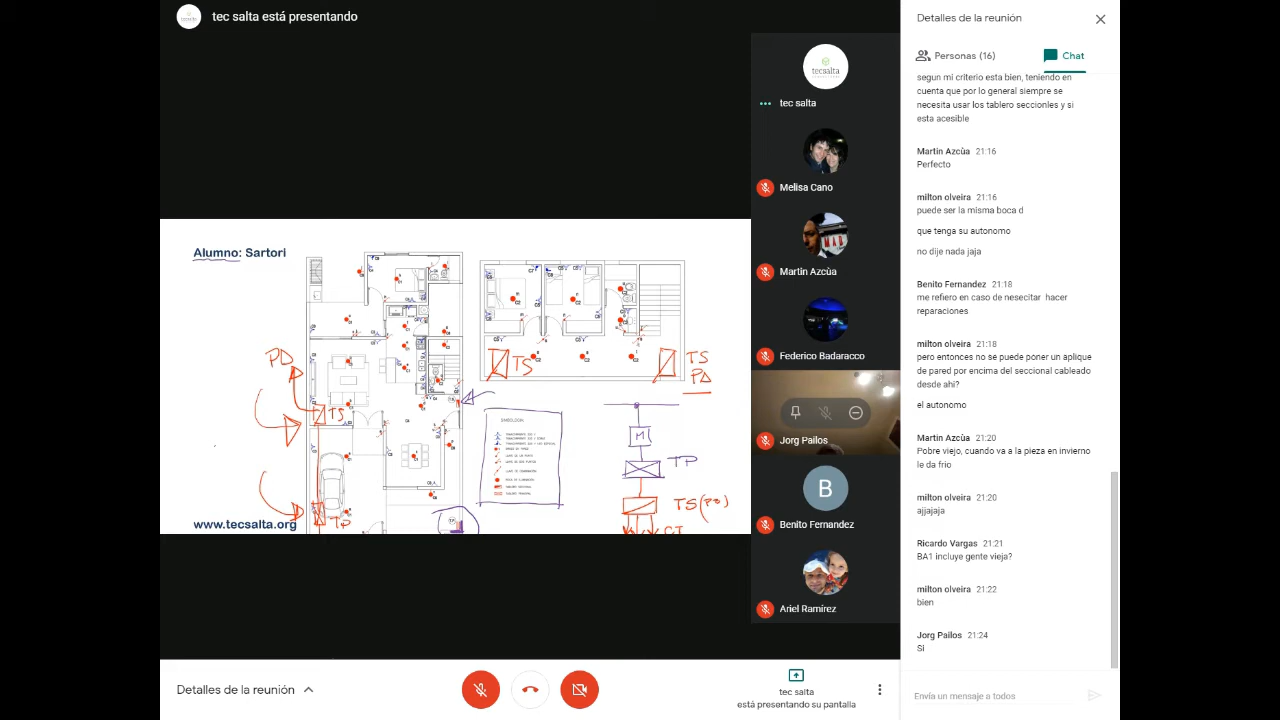 tec salta está presentando
Alumno: Sartori
PD
TS
TP
www.tecsalta.org
TS
TS
PD
SIMBOLOGIA
M
TP
TS(PB)
CT
tecsalta
tec salta
Melisa Cano
Martin Azcùa
Federico Badaracco
Jorg Pailos
B
Benito Fernandez
Ariel Ramírez
Detalles de la reunión
Personas (16)
Chat
segun mi criterio esta bien, teniendo en
cuenta que por lo general siempre se
necesita usar los tablero seccionles y si
esta acesible
Martin Azcùa 21:16
Perfecto
milton olveira 21:16
puede ser la misma boca d
que tenga su autonomo
no dije nada jaja
Benito Fernandez 21:18
me refiero en caso de nesecitar hacer
reparaciones
milton olveira 21:18
pero entonces no se puede poner un aplique
de pared por encima del seccional cableado
desde ahi?
el autonomo
Martin Azcùa 21:20
Pobre viejo, cuando va a la pieza en invierno
le da frio
milton olveira 21:20
ajjajaja
Ricardo Vargas 21:21
BA1 incluye gente vieja?
milton olveira 21:22
bien
Jorg Pailos 21:24
Si
Envía un mensaje a todos
Detalles de la reunión
tec salta
está presentando su pantalla